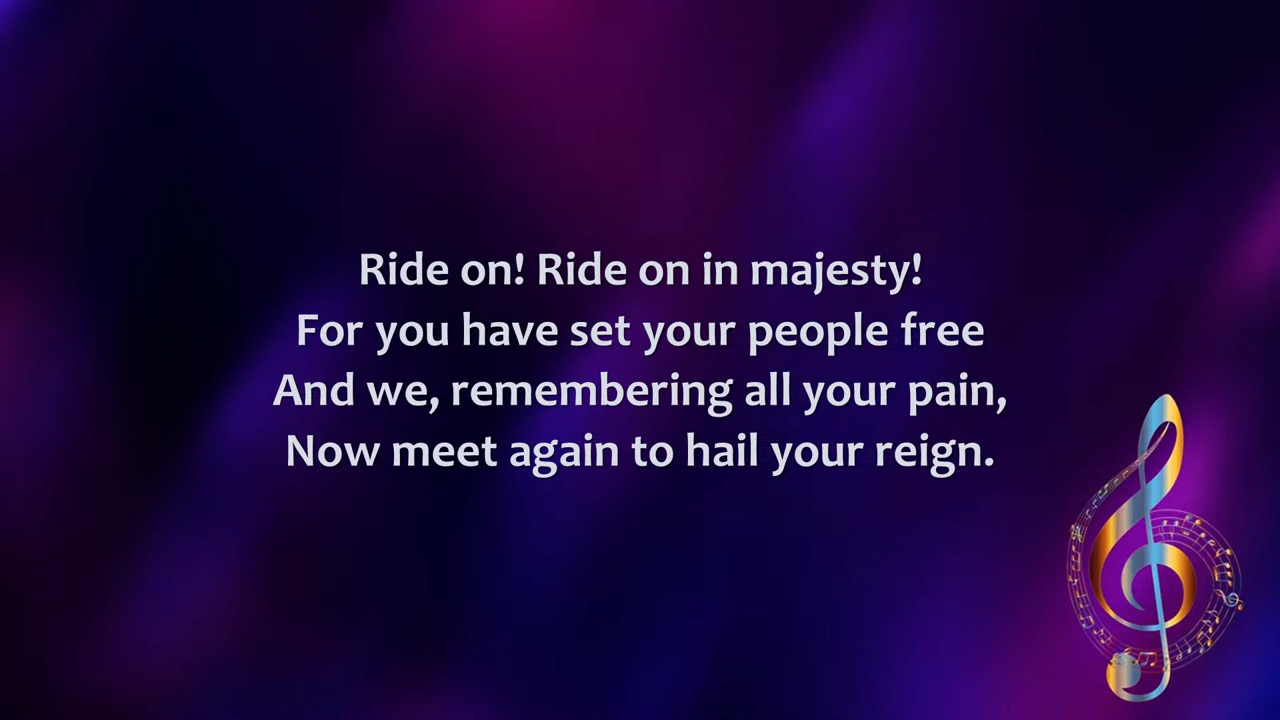 Ride on! Ride on in majesty!
For you have set your people free
And we, remembering all your pain,
Now meet again to hail your reign.